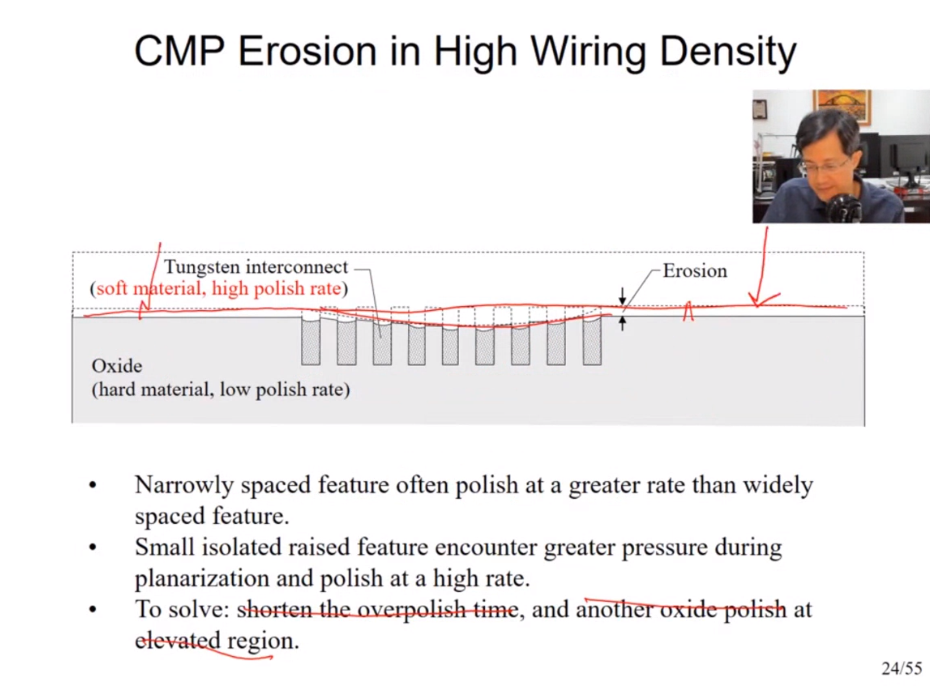 CMP Erosion in High Wiring Density
Tungsten interconnect
(soft material, high polish rate)
Erosion
Oxide
(hard material, low polish rate)
• Narrowly spaced feature often polish at a greater rate than widely
spaced feature.
• Small isolated raised feature encounter greater pressure during
planarization and polish at a high rate.
• To solve: shorten the overpolish time, and another oxide polish at
elevated region.
24/55